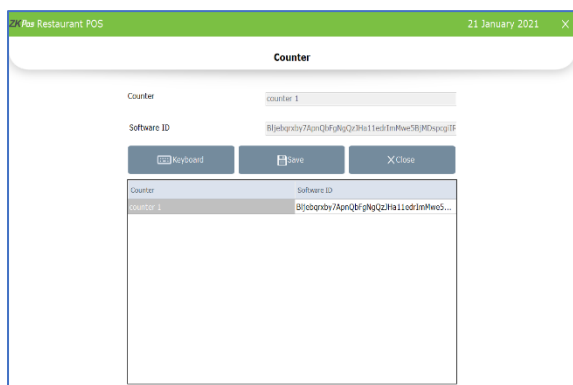 ZKPos Restaurant POS 21 January 2021 X
Counter
Counter counter 1
Software ID
Keyboard Save Close
Counter Software ID
counter 1